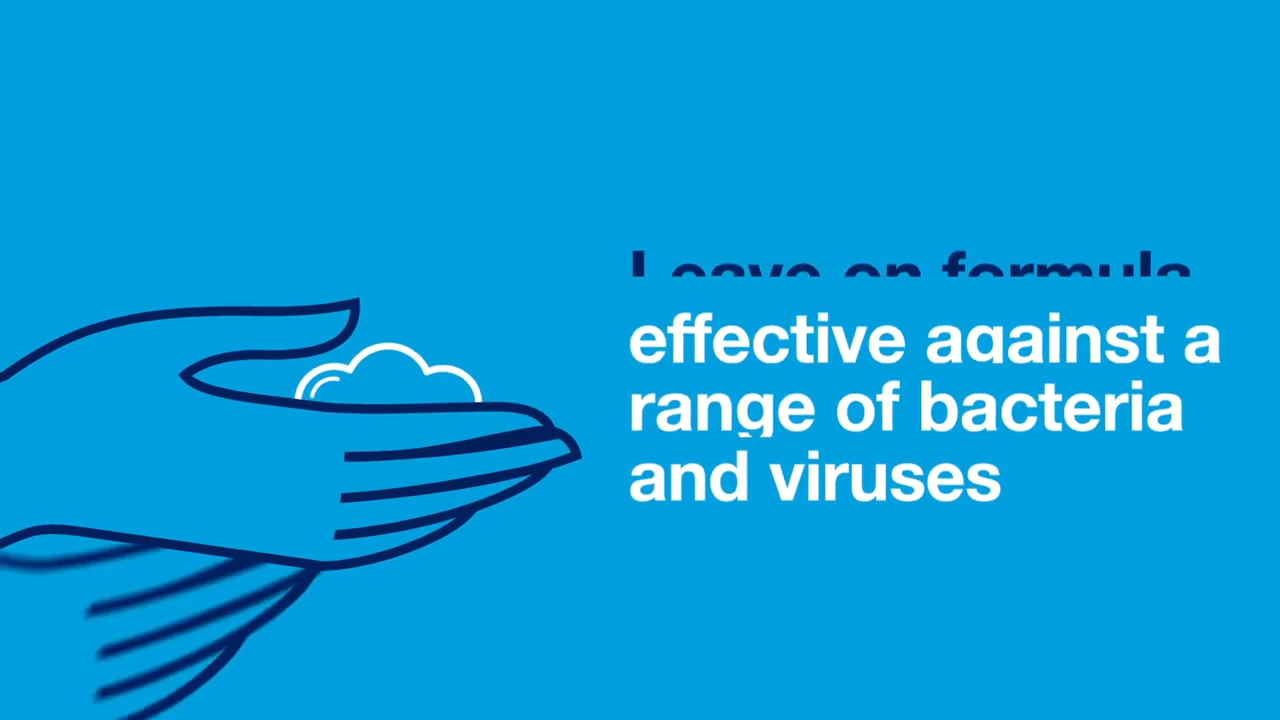 Leave on formula
effective against a
range of bacteria
and viruses